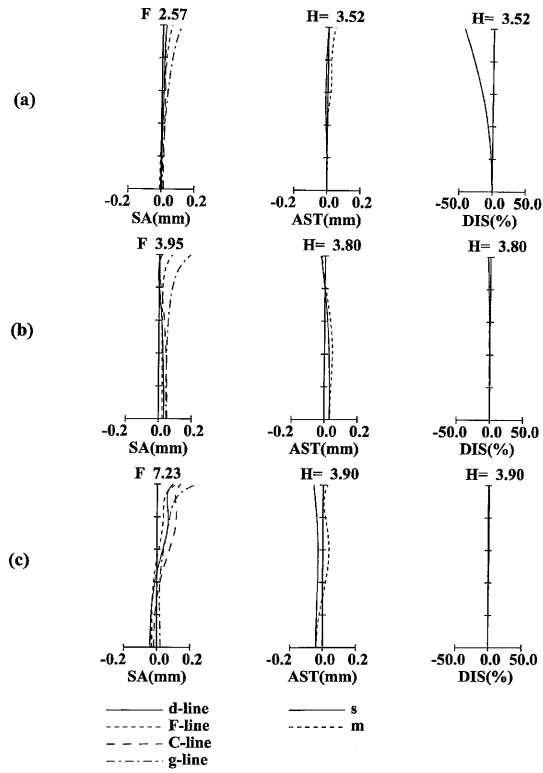 F 2.57 H= 3.52 H= 3.52
(a)
-0.2 0.0 0.2 -0.2 0.0 0.2 -50.0 0.0 50.0
SA(mm) AST(mm) DIS(%)
F 3.95 H= 3.80 H= 3.80
(b)
-0.2 0.0 0.2 -0.2 0.0 0.2 -50.0 0.0 50.0
SA(mm) AST(mm) DIS(%)
F 7.23 H= 3.90 H= 3.90
(c)
-0.2 0.0 0.2 -0.2 0.0 0.2 -50.0 0.0 50.0
SA(mm) AST(mm) DIS(%)
d-line s
F-line m
C-line
g-line